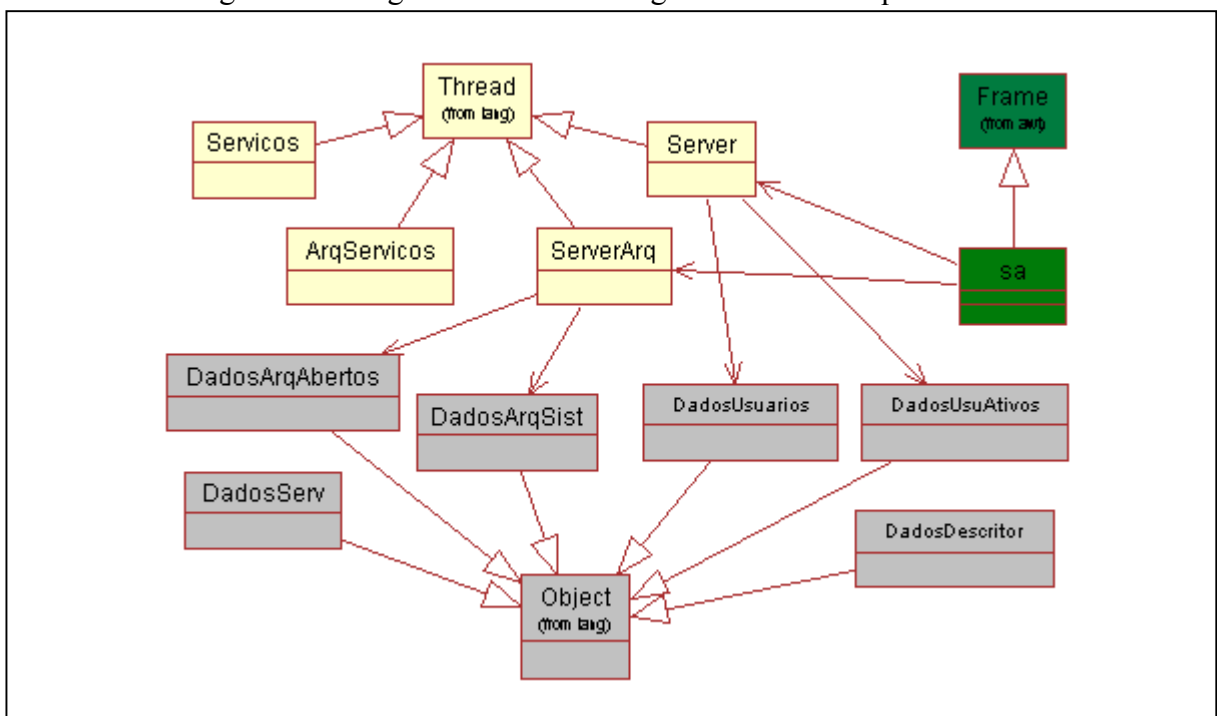 Thread
(from lang)
Frame
(from awt)
Servicos
Server
ArqServicos
ServerArq
sa
DadosArqAbertos
DadosArqSist
DadosUsuarios
DadosUsuAtivos
DadosServ
DadosDescritor
Object
(from lang)